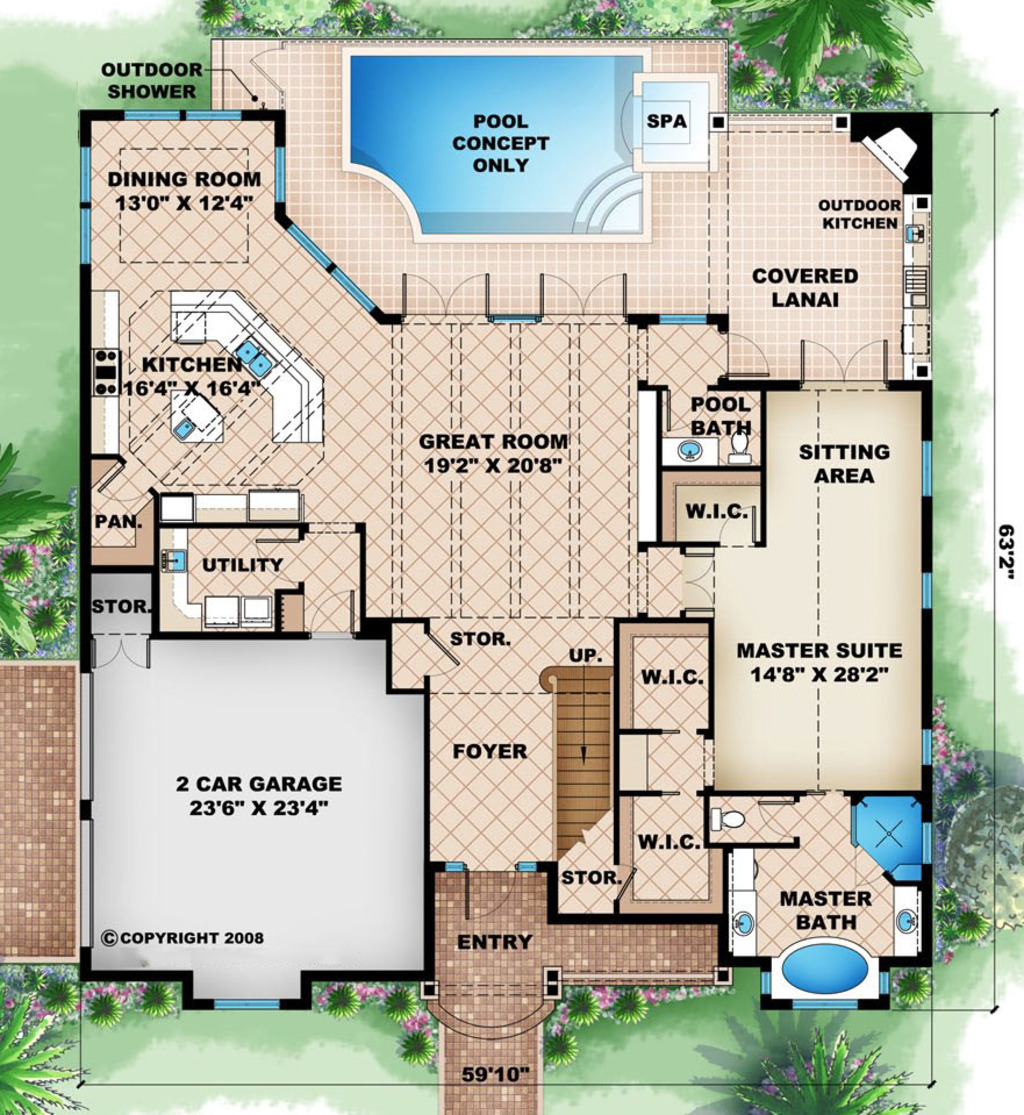 OUTDOOR
SHOWER
POOL
CONCEPT
ONLY
SPA
DINING ROOM
13'0" X 12'4"
OUTDOOR
KITCHEN
COVERED
LANAI
KITCHEN
16'4" X 16'4"
POOL
BATH
GREAT ROOM
19'2" X 20'8"
SITTING
AREA
W.I.C.
PAN.
63'2"
UTILITY
STOR.
STOR.
UP.
W.I.C.
MASTER SUITE
14'8" X 28'2"
FOYER
2 CAR GARAGE
23'6" X 23'4"
W.I.C.
STOR.
MASTER
BATH
©COPYRIGHT 2008
ENTRY
59'10"